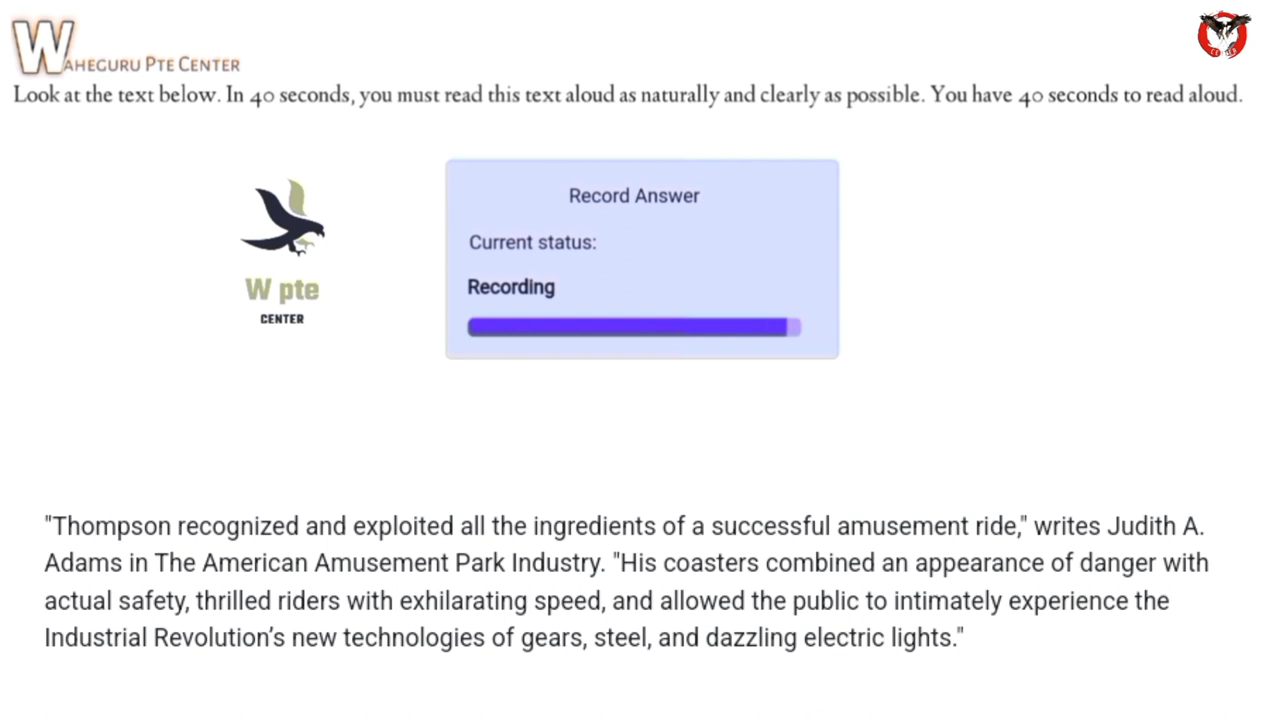 WAHEGURU PTE CENTER
Look at the text below. In 40 seconds, you must read this text aloud as naturally and clearly as possible. You have 40 seconds to read aloud.
Record Answer
Current status:
Recording
W pte
CENTER
"Thompson recognized and exploited all the ingredients of a successful amusement ride," writes Judith A.
Adams in The American Amusement Park Industry. "His coasters combined an appearance of danger with
actual safety, thrilled riders with exhilarating speed, and allowed the public to intimately experience the
Industrial Revolution’s new technologies of gears, steel, and dazzling electric lights."